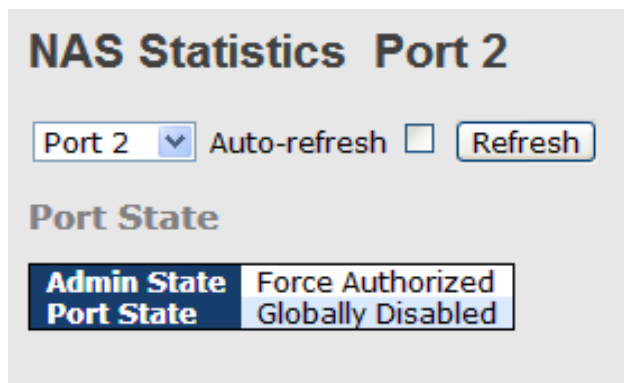 NAS Statistics Port 2
Port 2 Auto-refresh Refresh
Port State
Admin State Force Authorized
Port State Globally Disabled